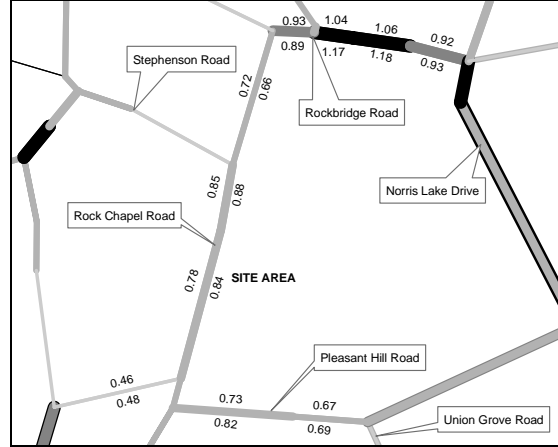 0.93
1.04
1.06
0.92
0.89
1.17
1.18
0.93
Stephenson Road
0.72
0.66
Rockbridge Road
0.85
0.88
Norris Lake Drive
Rock Chapel Road
0.78
0.84
SITE AREA
Pleasant Hill Road
0.46
0.48
0.73
0.67
0.82
0.69
Union Grove Road